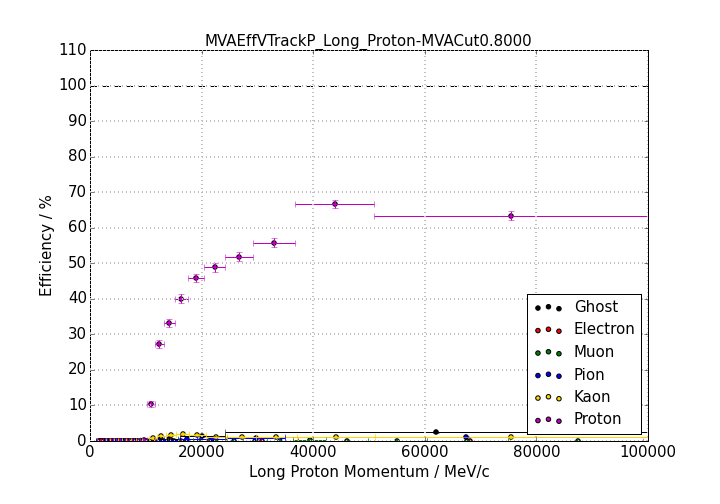 MVAEffVTrackP_Long_Proton-MVACut0.8000
110
100
90
80
70
60
50
40
30
20
10
0
Efficiency / %
Ghost
Electron
Muon
Pion
Kaon
Proton
0 20000 40000 60000 80000 100000
Long Proton Momentum / MeV/c